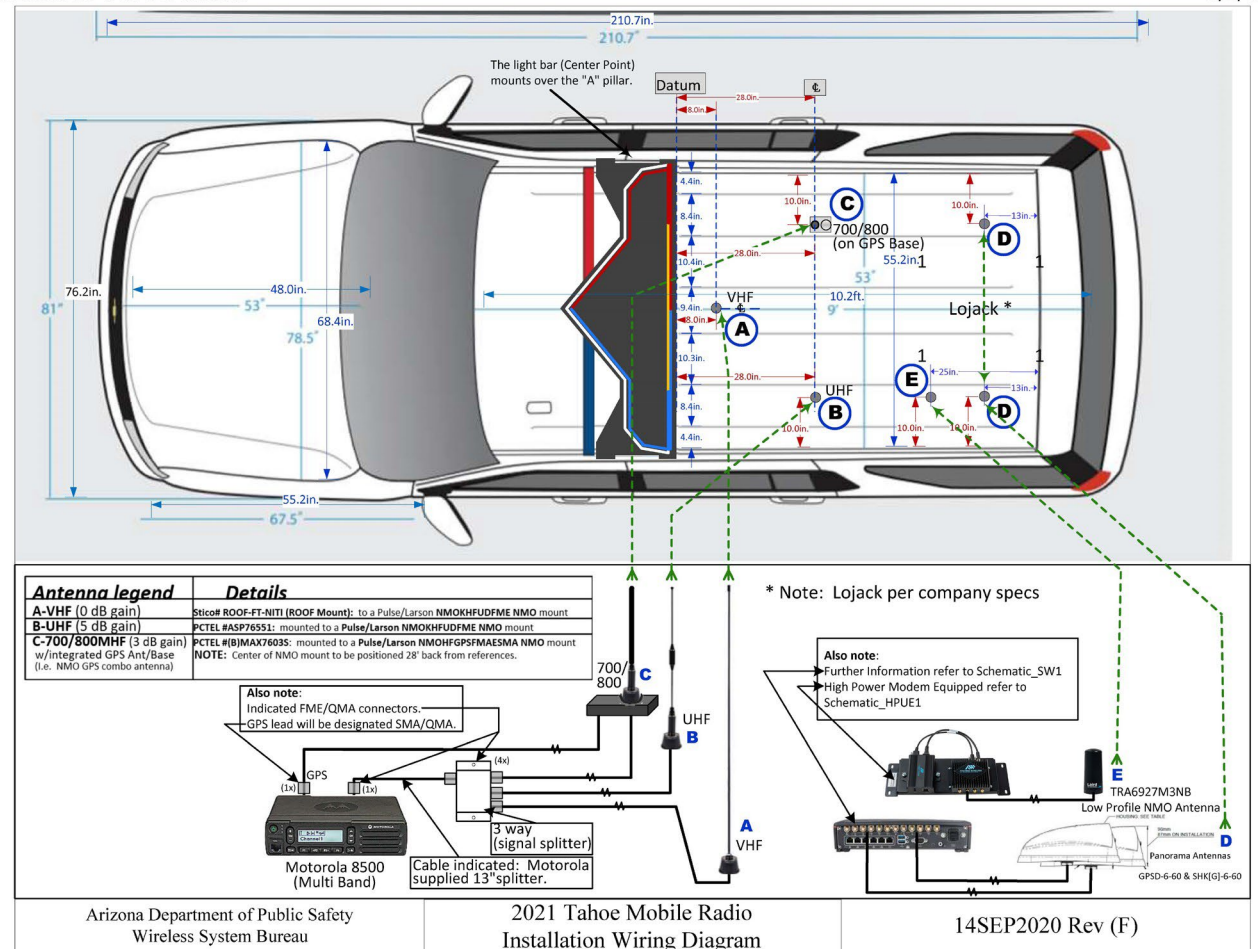 210.7in.
210.7"
The light bar (Center Point)
mounts over the "A" pillar.
Datum
℄
28.0in.
8.0in.
81"
76.2in.
48.0in.
53"
68.4in.
78.5"
55.2in.
67.5"
4.4in.
8.4in.
10.4in.
9.4in.
10.3in.
8.4in.
4.4in.
10.0in.
C
700/800
(on GPS Base)
28.0in.
55.2in.
53"
10.2ft.
9'
VHF
℄
8.0in.
A
28.0in.
UHF
B
10.0in.
10.0in.
13in.
D
1
1
Lojack *
1
1
E
25in.
13in.
D
10.0in.
10.0in.
Antenna legend
Details
A-VHF (0 dB gain)
Stico# ROOF-FT-NITI (ROOF Mount): to a Pulse/Larson NMOKHFUDFME NMO mount
B-UHF (5 dB gain)
PCTEL #ASP76551: mounted to a Pulse/Larson NMOKHFUDFME NMO mount
C-700/800MHF (3 dB gain)
w/integrated GPS Ant/Base
(I.e. NMO GPS combo antenna)
PCTEL #(B)MAX7603S: mounted to a Pulse/Larson NMOHFGPSFMAESMA NMO mount
NOTE: Center of NMO mount to be positioned 28' back from references.
* Note: Lojack per company specs
Also note:
Indicated FME/QMA connectors.
GPS lead will be designated SMA/QMA.
700/
800
C
UHF
B
A
VHF
GPS
(1x)
(1x)
(4x)
3 way
(signal splitter)
Cable indicated: Motorola
supplied 13"splitter.
Channel1
MOTOROLA
Motorola 8500
(Multi Band)
Also note:
Further Information refer to Schematic_SW1
High Power Modem Equipped refer to
Schematic_HPUE1
Laird
E
TRA6927M3NB
Low Profile NMO Antenna
HOUSING: SEE TABLE
ON INSTALLATION
D
Panorama Antennas
GPSD-6-60 & SHK[G]-6-60
Arizona Department of Public Safety
Wireless System Bureau
2021 Tahoe Mobile Radio
Installation Wiring Diagram
14SEP2020 Rev (F)